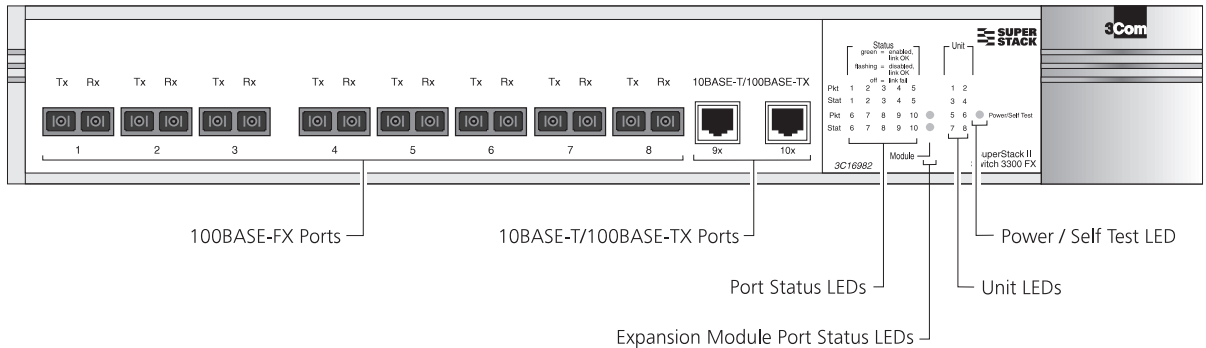 3Com
SUPER
STACK
Status
green = enabled,
link OK
flashing = disabled,
link OK
off = link fail
Unit
Tx Rx Tx Rx Tx Rx Tx Rx Tx Rx Tx Rx Tx Rx Tx Rx 10BASE-T/100BASE-TX
Pkt 1 2 3 4 5 1 2
Stat 1 2 3 4 5 3 4
Pkt 6 7 8 9 10 5 6 Power/Self Test
Stat 6 7 8 9 10 7 8
1 2 3 4 5 6 7 8 9x 10x
Module
3C16982
SuperStack II
Switch 3300 FX
100BASE-FX Ports
10BASE-T/100BASE-TX Ports
Power / Self Test LED
Port Status LEDs
Unit LEDs
Expansion Module Port Status LEDs